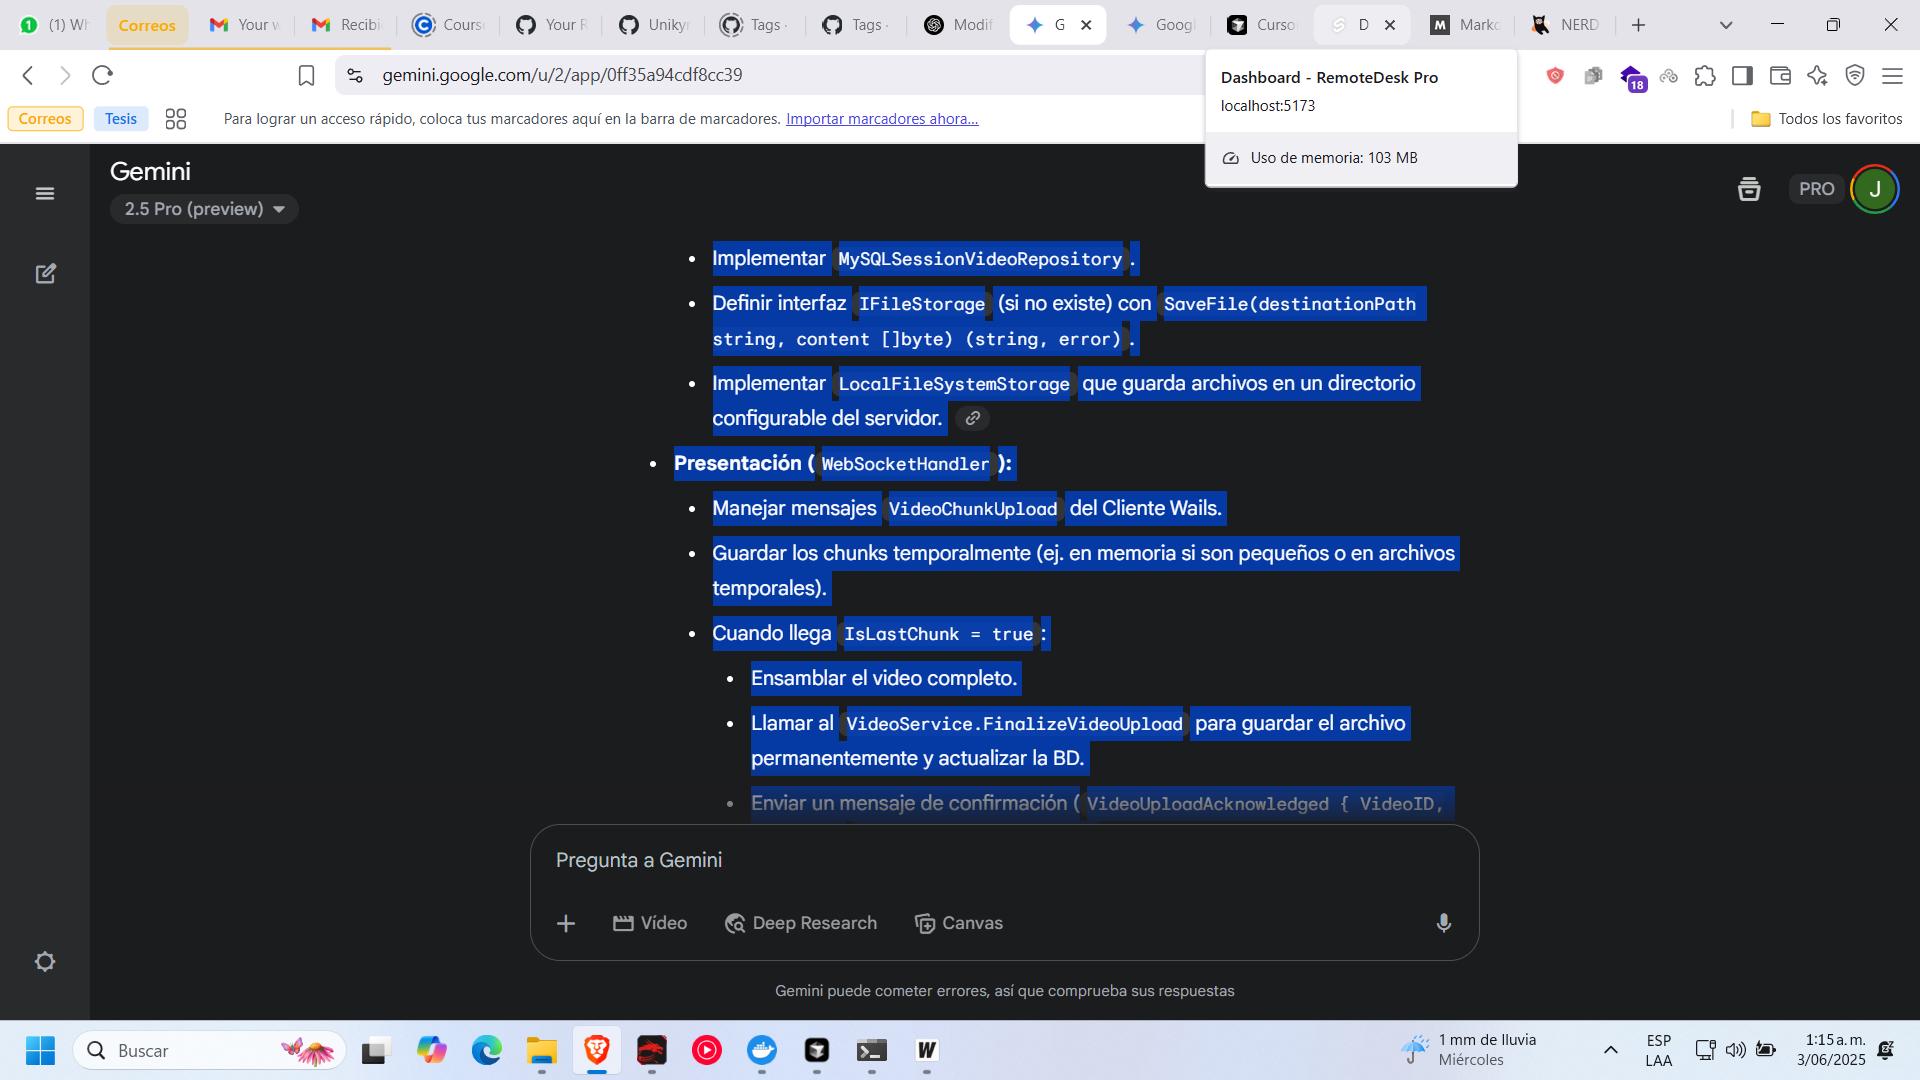 (1) Wh
Correos
Your w
Recibi
Cours
Your R
Unikyr
Tags ·
Tags ·
Modif
G
Googl
Curso
D
Marko
NERD
gemini.google.com/u/2/app/0ff35a94cdf8cc39
18
Dashboard - RemoteDesk Pro
localhost:5173
Uso de memoria: 103 MB
Correos
Tesis
Para lograr un acceso rápido, coloca tus marcadores aquí en la barra de marcadores. Importar marcadores ahora...
Todos los favoritos
Gemini
2.5 Pro (preview)
PRO
J
Implementar MySQLSessionVideoRepository.
Definir interfaz IFileStorage (si no existe) con SaveFile(destinationPath
string, content []byte) (string, error).
Implementar LocalFileSystemStorage que guarda archivos en un directorio
configurable del servidor.
Presentación (WebSocketHandler):
Manejar mensajes VideoChunkUpload del Cliente Wails.
Guardar los chunks temporalmente (ej. en memoria si son pequeños o en archivos
temporales).
Cuando llega IsLastChunk = true:
Ensamblar el video completo.
Llamar al VideoService.FinalizeVideoUpload para guardar el archivo
permanentemente y actualizar la BD.
Enviar un mensaje de confirmación (VideoUploadAcknowledged { VideoID,
Pregunta a Gemini
Vídeo
Deep Research
Canvas
Gemini puede cometer errores, así que comprueba sus respuestas
Buscar
W
1 mm de lluvia
Miércoles
ESP
LAA
1:15 a. m.
3/06/2025